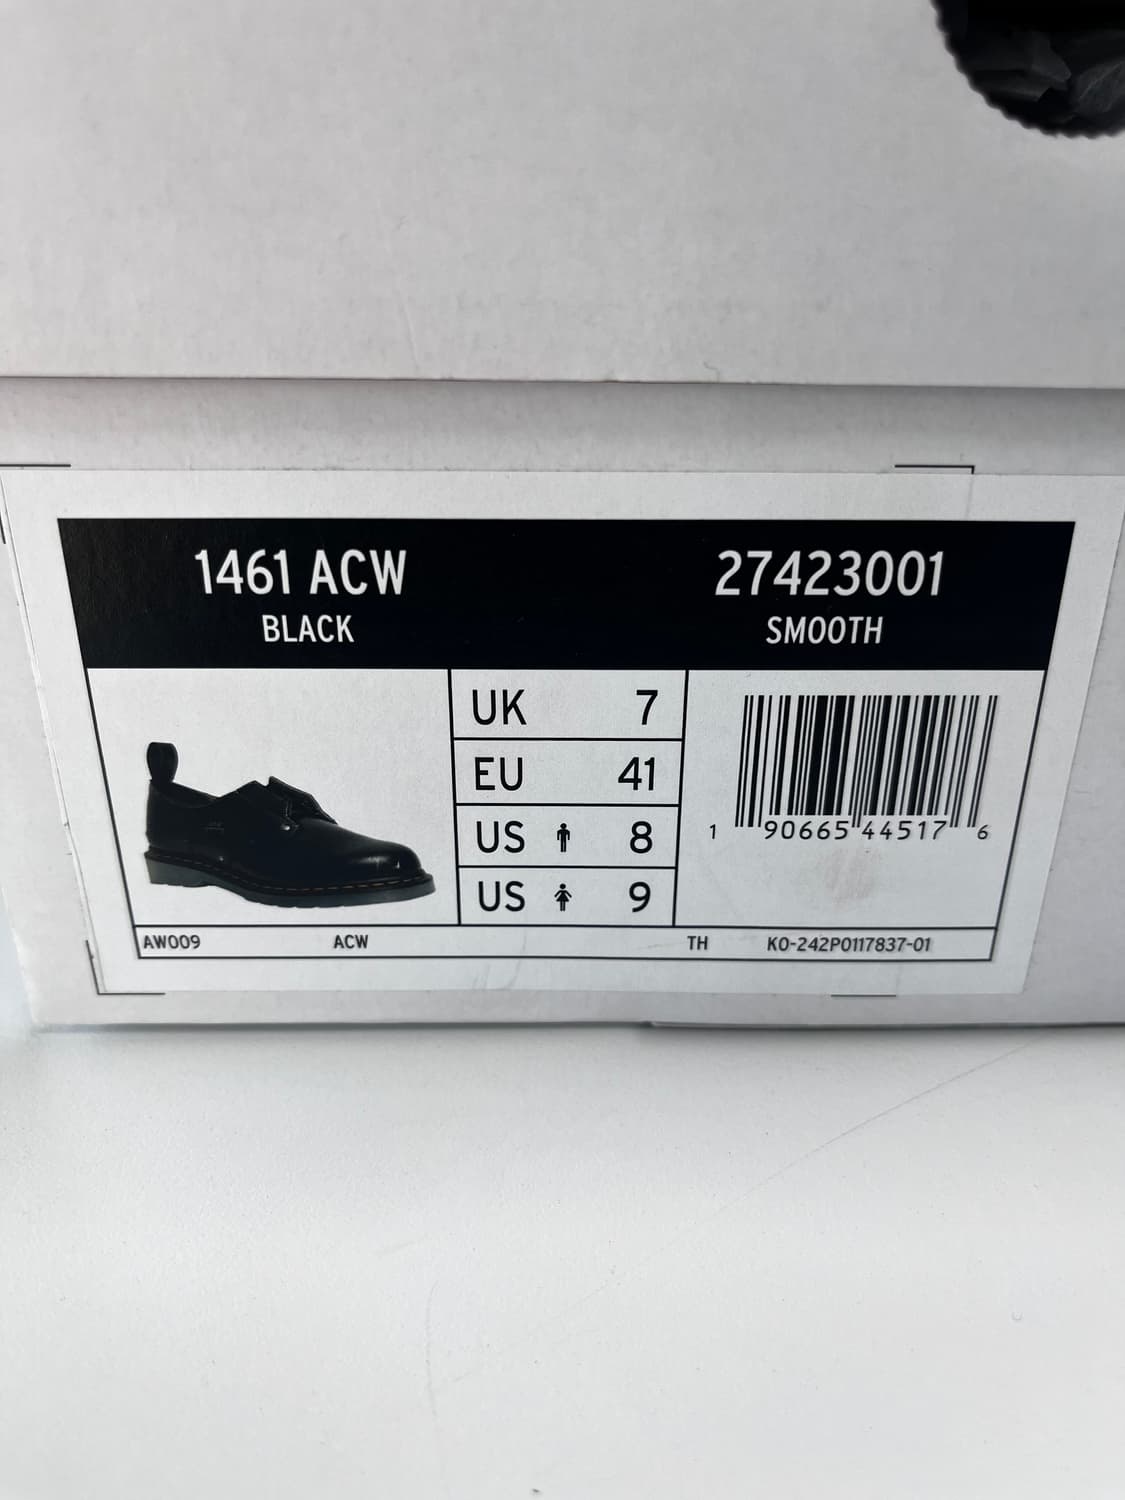 1461 ACW
BLACK
27423001
SMOOTH
UK 7
EU 41
US 8
US 9
1 90665 44517 6
AW009 ACW TH K0-242P0117837-01